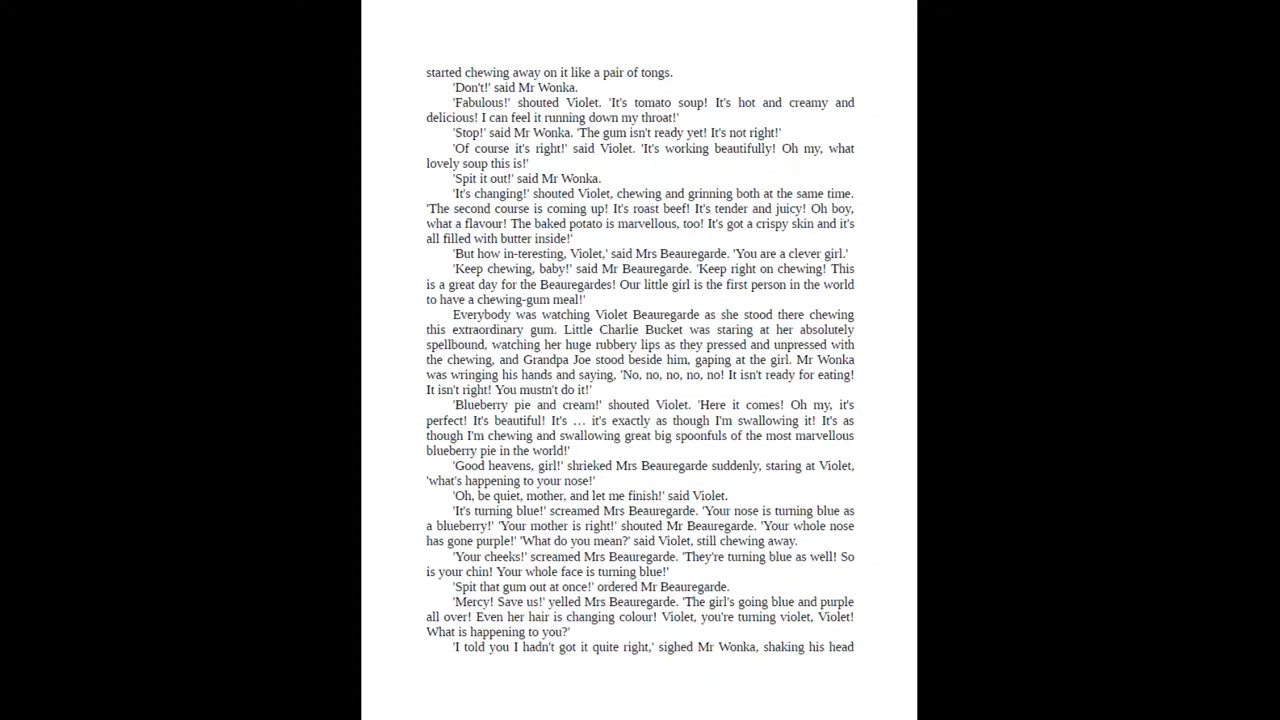 started chewing away on it like a pair of tongs.
'Don't!' said Mr Wonka.
'Fabulous!' shouted Violet. 'It's tomato soup! It's hot and creamy and
delicious! I can feel it running down my throat!'
'Stop!' said Mr Wonka. 'The gum isn't ready yet! It's not right!'
'Of course it's right!' said Violet. 'It's working beautifully! Oh my, what
lovely soup this is!'
'Spit it out!' said Mr Wonka.
'It's changing!' shouted Violet, chewing and grinning both at the same time.
'The second course is coming up! It's roast beef! It's tender and juicy! Oh boy,
what a flavour! The baked potato is marvellous, too! It's got a crispy skin and it's
all filled with butter inside!'
'But how in-teresting, Violet,' said Mrs Beauregarde. 'You are a clever girl.'
'Keep chewing, baby!' said Mr Beauregarde. 'Keep right on chewing! This
is a great day for the Beauregardes! Our little girl is the first person in the world
to have a chewing-gum meal!'
Everybody was watching Violet Beauregarde as she stood there chewing
this extraordinary gum. Little Charlie Bucket was staring at her absolutely
spellbound, watching her huge rubbery lips as they pressed and unpressed with
the chewing, and Grandpa Joe stood beside him, gaping at the girl. Mr Wonka
was wringing his hands and saying, 'No, no, no, no, no! It isn't ready for eating!
It isn't right! You mustn't do it!'
'Blueberry pie and cream!' shouted Violet. 'Here it comes! Oh my, it's
perfect! It's beautiful! It's … it's exactly as though I'm swallowing it! It's as
though I'm chewing and swallowing great big spoonfuls of the most marvellous
blueberry pie in the world!'
'Good heavens, girl!' shrieked Mrs Beauregarde suddenly, staring at Violet,
'what's happening to your nose!'
'Oh, be quiet, mother, and let me finish!' said Violet.
'It's turning blue!' screamed Mrs Beauregarde. 'Your nose is turning blue as
a blueberry!' 'Your mother is right!' shouted Mr Beauregarde. 'Your whole nose
has gone purple!' 'What do you mean?' said Violet, still chewing away.
'Your cheeks!' screamed Mrs Beauregarde. 'They're turning blue as well! So
is your chin! Your whole face is turning blue!'
'Spit that gum out at once!' ordered Mr Beauregarde.
'Mercy! Save us!' yelled Mrs Beauregarde. 'The girl's going blue and purple
all over! Even her hair is changing colour! Violet, you're turning violet, Violet!
What is happening to you?'
'I told you I hadn't got it quite right,' sighed Mr Wonka, shaking his head